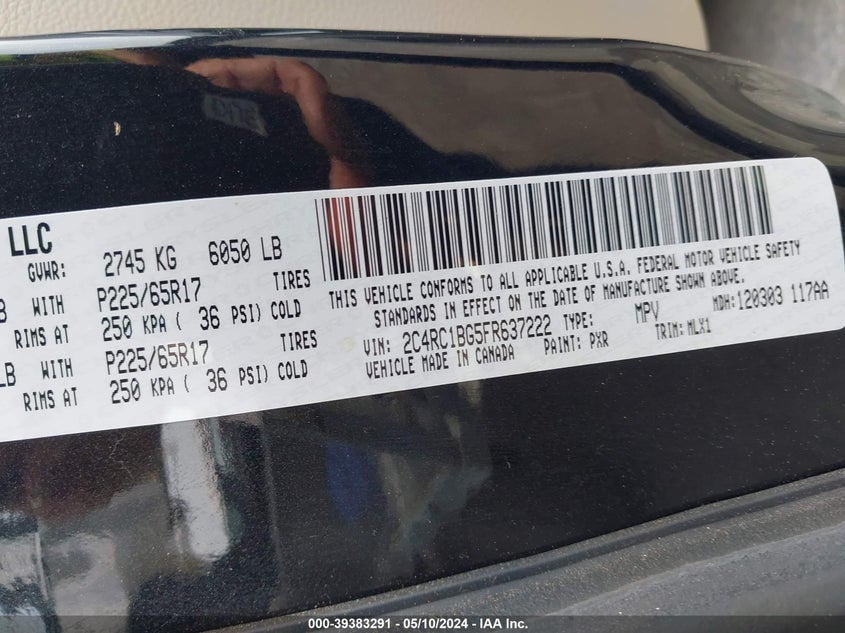 LLC
GVWR: 2745 KG 6050 LB
B WITH P225/65R17 TIRES
RIMS AT 250 KPA ( 36 PSI) COLD
LB WITH P225/65R17 TIRES
RIMS AT 250 KPA ( 36 PSI) COLD
THIS VEHICLE CONFORMS TO ALL APPLICABLE U.S.A. FEDERAL MOTOR VEHICLE SAFETY
STANDARDS IN EFFECT ON THE DATE OF MANUFACTURE SHOWN ABOVE.
MDH:120303 117AA
VIN: 2C4RC1BG5FR637222 TYPE: MPV
VEHICLE MADE IN CANADA PAINT: PXR TRIM: MLX1
000-39383291 - 05/10/2024 - IAA Inc.